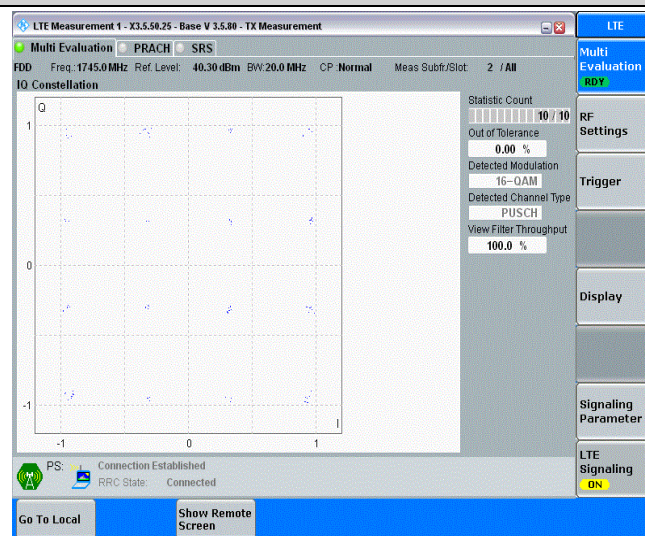 LTE Measurement 1 - X3.5.50.25 - Base V 3.5.80 - TX Measurement
LTE
Multi Evaluation PRACH SRS
Multi
Evaluation
RDY
FDD Freq.: 1745.0 MHz Ref. Level: 40.30 dBm BW: 20.0 MHz CP : Normal Meas Subfr./Slot: 2 / All
IQ Constellation
Q
1
0
-1
-1 0 1
I
Statistic Count
10 / 10
Out of Tolerance
0.00 %
Detected Modulation
16-QAM
Detected Channel Type
PUSCH
View Filter Throughput
100.0 %
RF
Settings
Trigger
Display
Signaling
Parameter
LTE
Signaling
ON
PS: Connection Established
RRC State: Connected
Go To Local
Show Remote
Screen